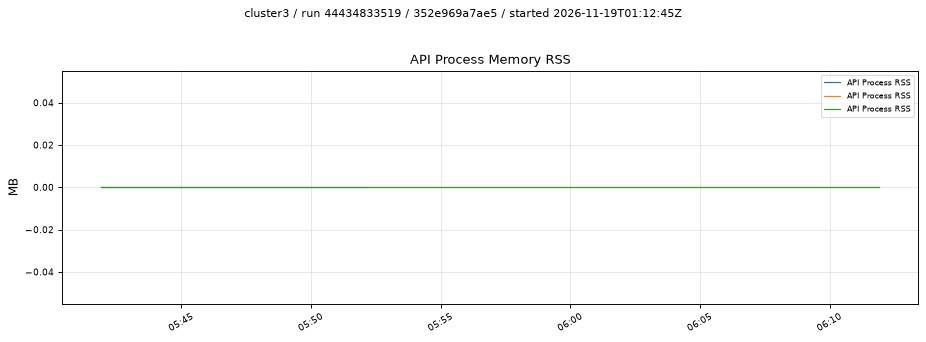 cluster3 / run 44434833519 / 352e969a7ae5 / started 2026-11-19T01:12:45Z
API Process Memory RSS
API Process RSS
API Process RSS
API Process RSS
MB
0.04
0.02
0.00
−0.02
−0.04
05:45
05:50
05:55
06:00
06:05
06:10